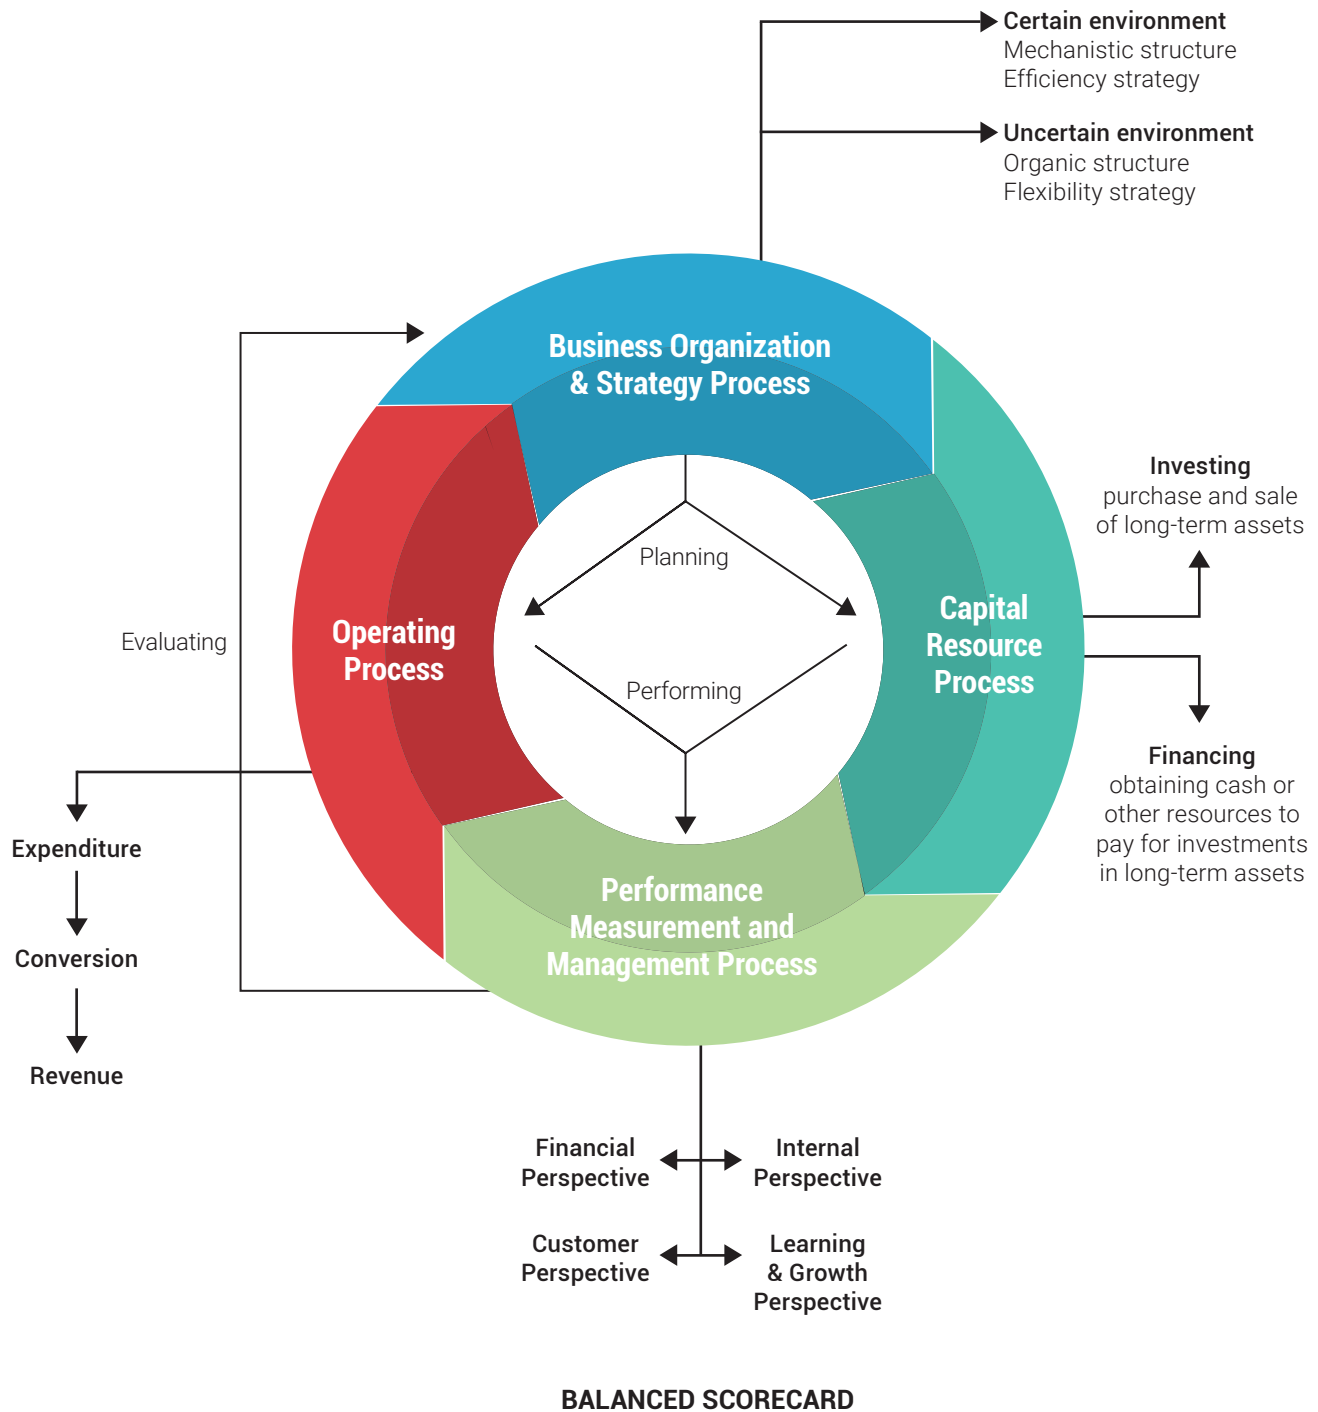 Certain environment
Mechanistic structure
Efficiency strategy
Uncertain environment
Organic structure
Flexibility strategy
Business Organization
& Strategy Process
Investing
purchase and sale
of long-term assets
Planning
Capital
Resource
Process
Operating
Process
Evaluating
Performing
Financing
obtaining cash or
other resources to
pay for investments
in long-term assets
Expenditure
Conversion
Revenue
Performance
Measurement and
Management Process
Financial
Perspective
Internal
Perspective
Customer
Perspective
Learning
& Growth
Perspective
BALANCED SCORECARD